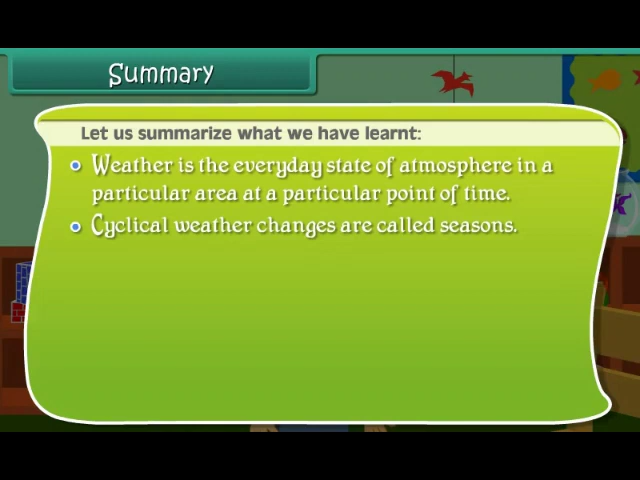 Summary
Let us summarize what we have learnt:
Weather is the everyday state of atmosphere in a
particular area at a particular point of time.
Cyclical weather changes are called seasons.